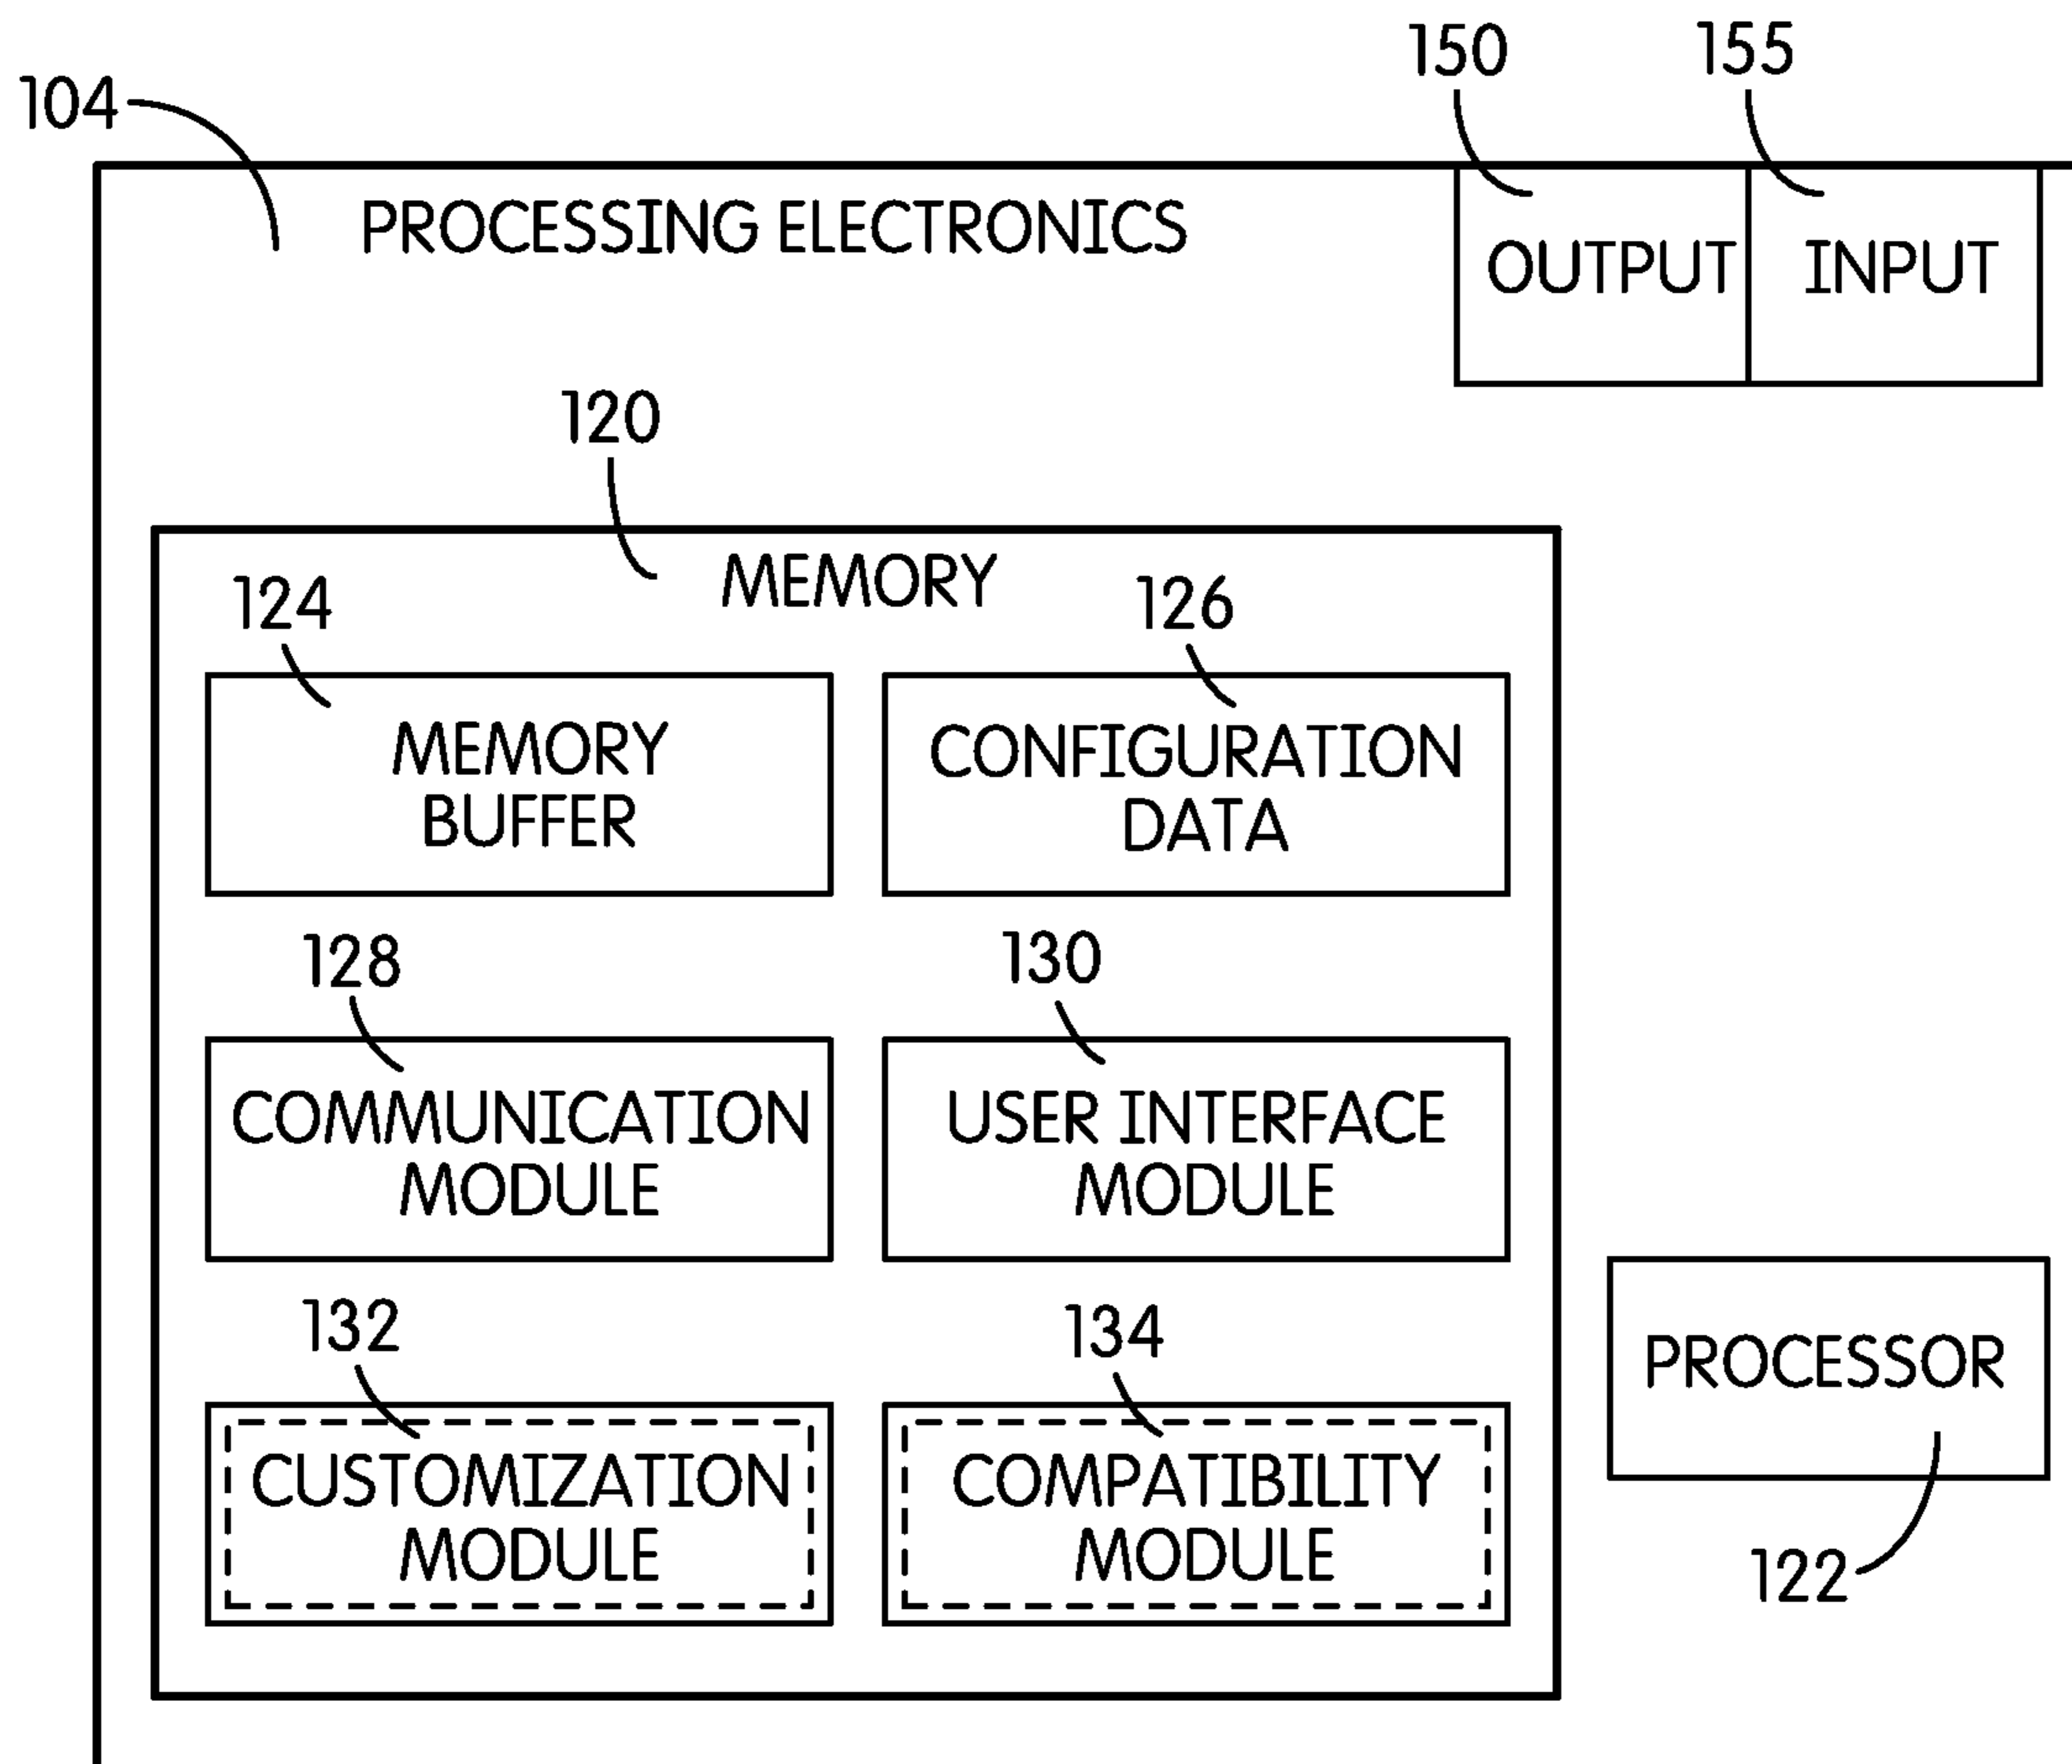 150 155
104
PROCESSING ELECTRONICS
OUTPUT INPUT
120
MEMORY
124 126
MEMORY
BUFFER
CONFIGURATION
DATA
128 130
COMMUNICATION
MODULE
USER INTERFACE
MODULE
132 134
CUSTOMIZATION
MODULE
COMPATIBILITY
MODULE
PROCESSOR
122